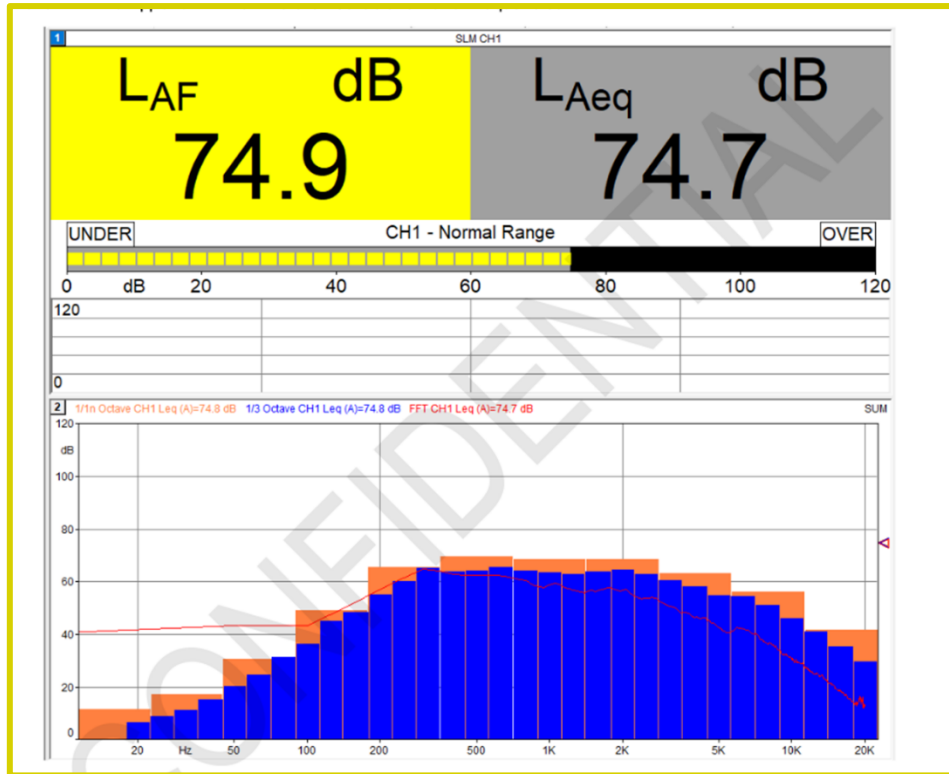 1 SLM CH1
LAF dB LAeq dB
74.9 74.7
UNDER CH1 - Normal Range OVER
0 dB 20 40 60 80 100 120
120
0
2 1/1n Octave CH1 Leq (A)=74.8 dB 1/3 Octave CH1 Leq (A)=74.8 dB FFT CH1 Leq (A)=74.7 dB SUM
120
dB
100
80
60
40
20
0
20 Hz 50 100 200 500 1K 2K 5K 10K 20K
CONFIDENTIAL